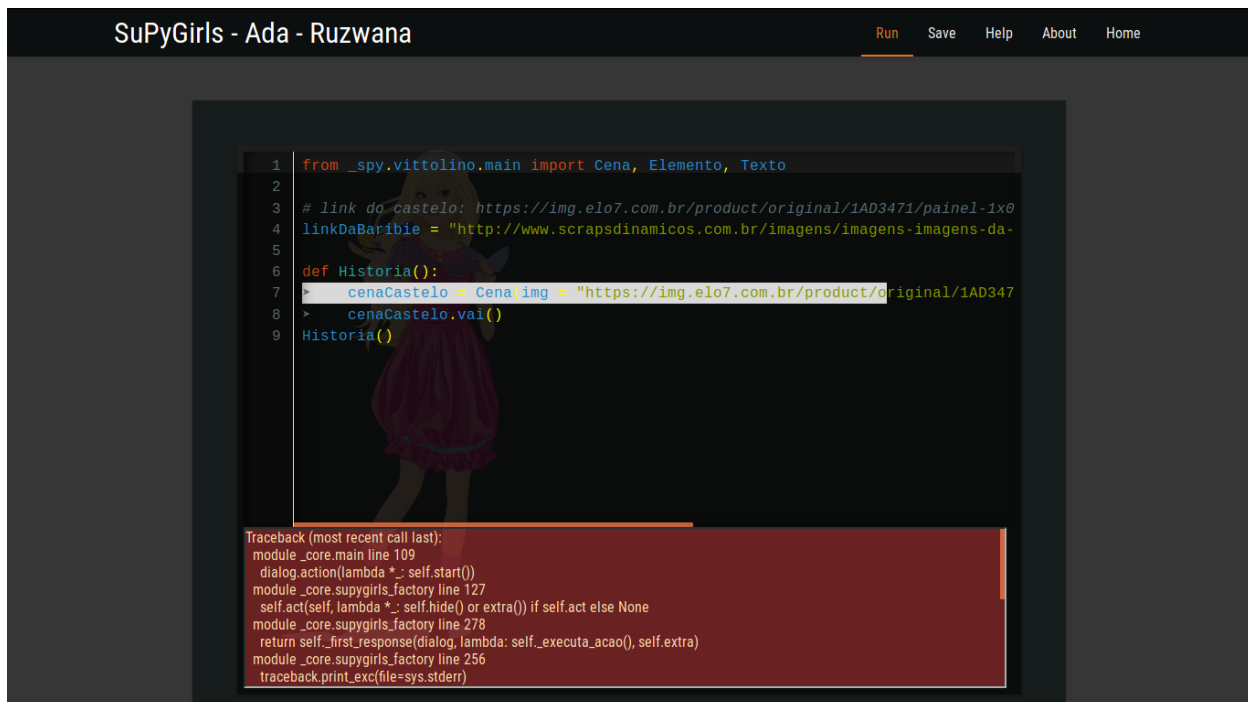 SuPyGirls - Ada - Ruzwana
Run Save Help About Home
1 from _spy.vittolino.main import Cena, Elemento, Texto
2
3 # link do castelo: https://img.elo7.com.br/product/original/1AD3471/painel-1x0
4 linkDaBaribie = "http://www.scrapsdinamicos.com.br/imagens/imagens-imagens-da-
5
6 def Historia():
7 ➤ cenaCastelo = Cena(img = "https://img.elo7.com.br/product/original/1AD347
8 ➤ cenaCastelo.vai()
9 Historia()
Traceback (most recent call last):
module _core.main line 109
dialog.action(lambda *_: self.start())
module _core.supygirls_factory line 127
self.act(self, lambda *_: self.hide() or extra()) if self.act else None
module _core.supygirls_factory line 278
return self._first_response(dialog, lambda: self._executa_acao(), self.extra)
module _core.supygirls_factory line 256
traceback.print_exc(file=sys.stderr)